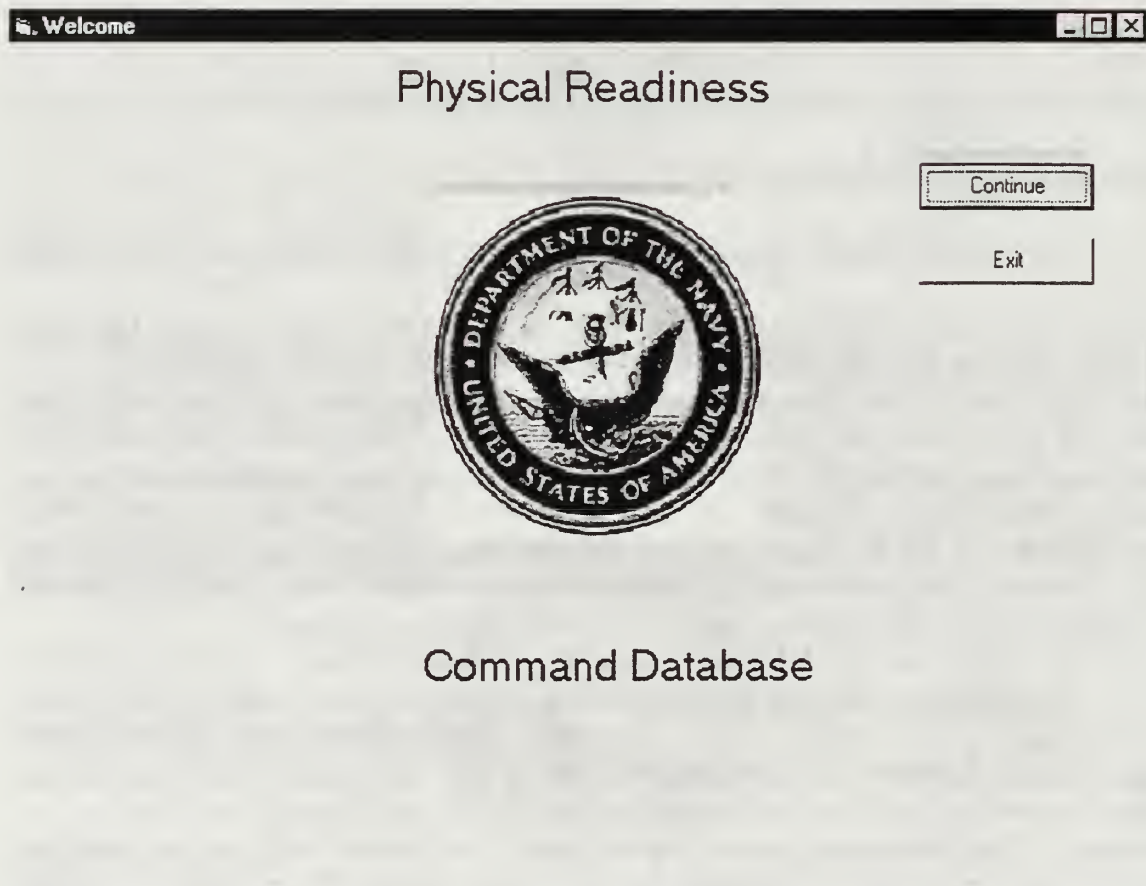 Welcome
Physical Readiness
Continue
Exit
DEPARTMENT OF THE NAVY
UNITED STATES OF AMERICA
Command Database